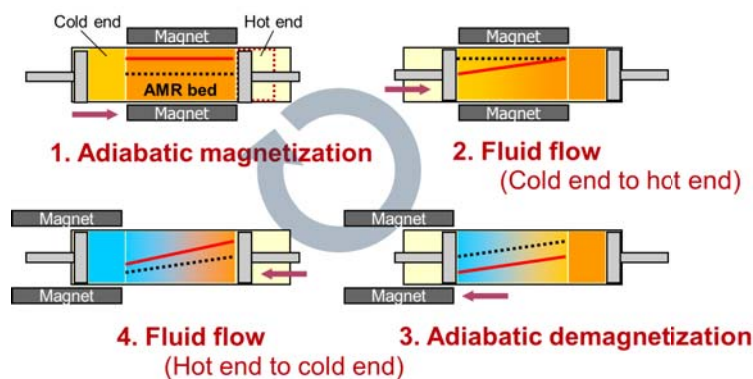 Cold end
Magnet
Hot end
AMR bed
Magnet
1. Adiabatic magnetization
Magnet
Magnet
2. Fluid flow
(Cold end to hot end)
Magnet
Magnet
4. Fluid flow
(Hot end to cold end)
Magnet
Magnet
3. Adiabatic demagnetization